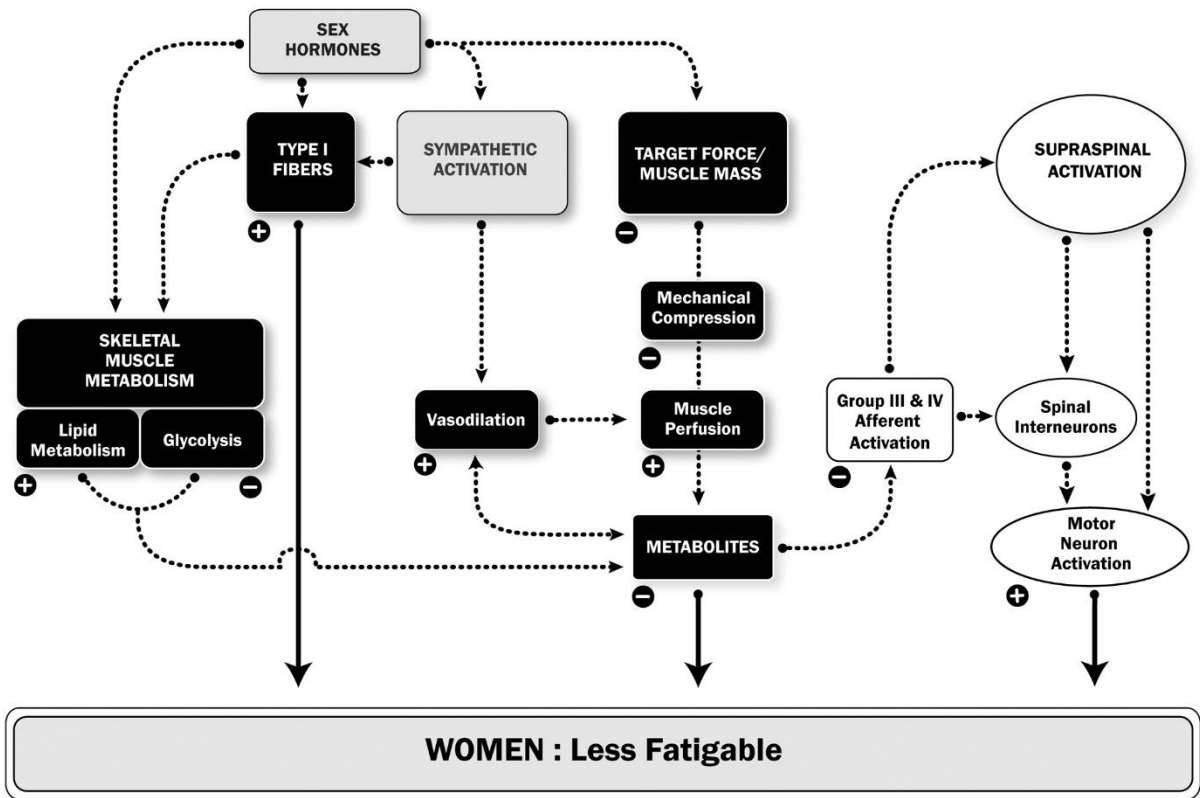 SEX
HORMONES
TYPE I
FIBERS
+
SYMPATHETIC
ACTIVATION
TARGET FORCE/
MUSCLE MASS
−
SUPRASPINAL
ACTIVATION
Mechanical
Compression
−
SKELETAL
MUSCLE
METABOLISM
Lipid
Metabolism
+
Glycolysis
−
Vasodilation
+
Muscle
Perfusion
+
Group III & IV
Afferent
Activation
−
Spinal
Interneurons
METABOLITES
−
Motor
Neuron
Activation
+
WOMEN : Less Fatigable